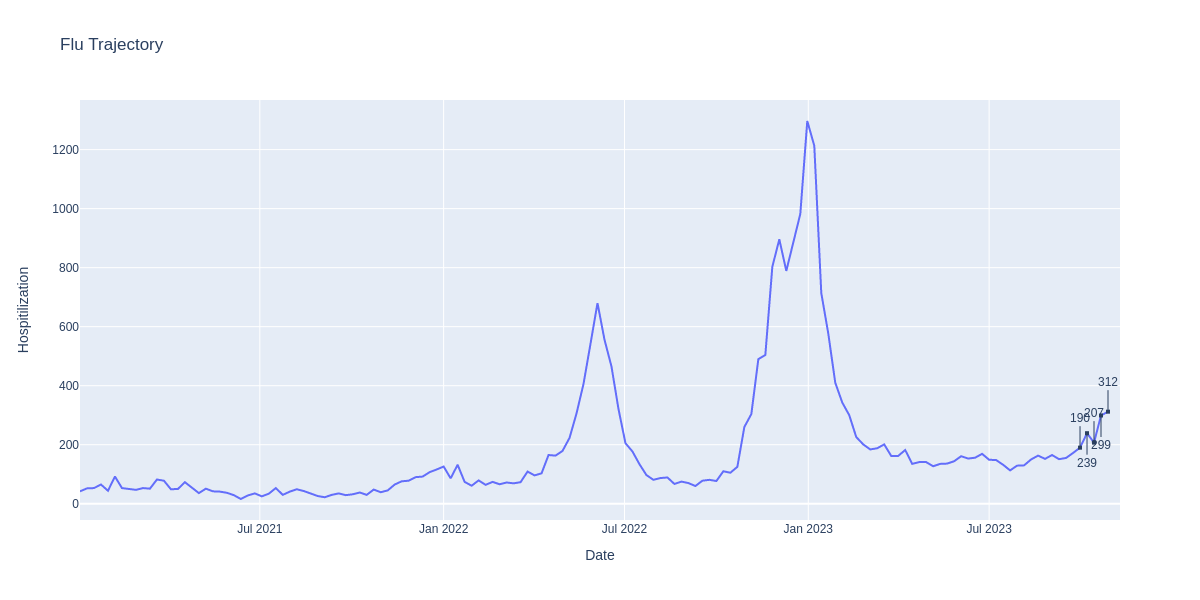 Flu Trajectory
1200
1000
800
600
400
200
0
Hospitilization
312
190
207
299
239
Jul 2021
Jan 2022
Jul 2022
Jan 2023
Jul 2023
Date